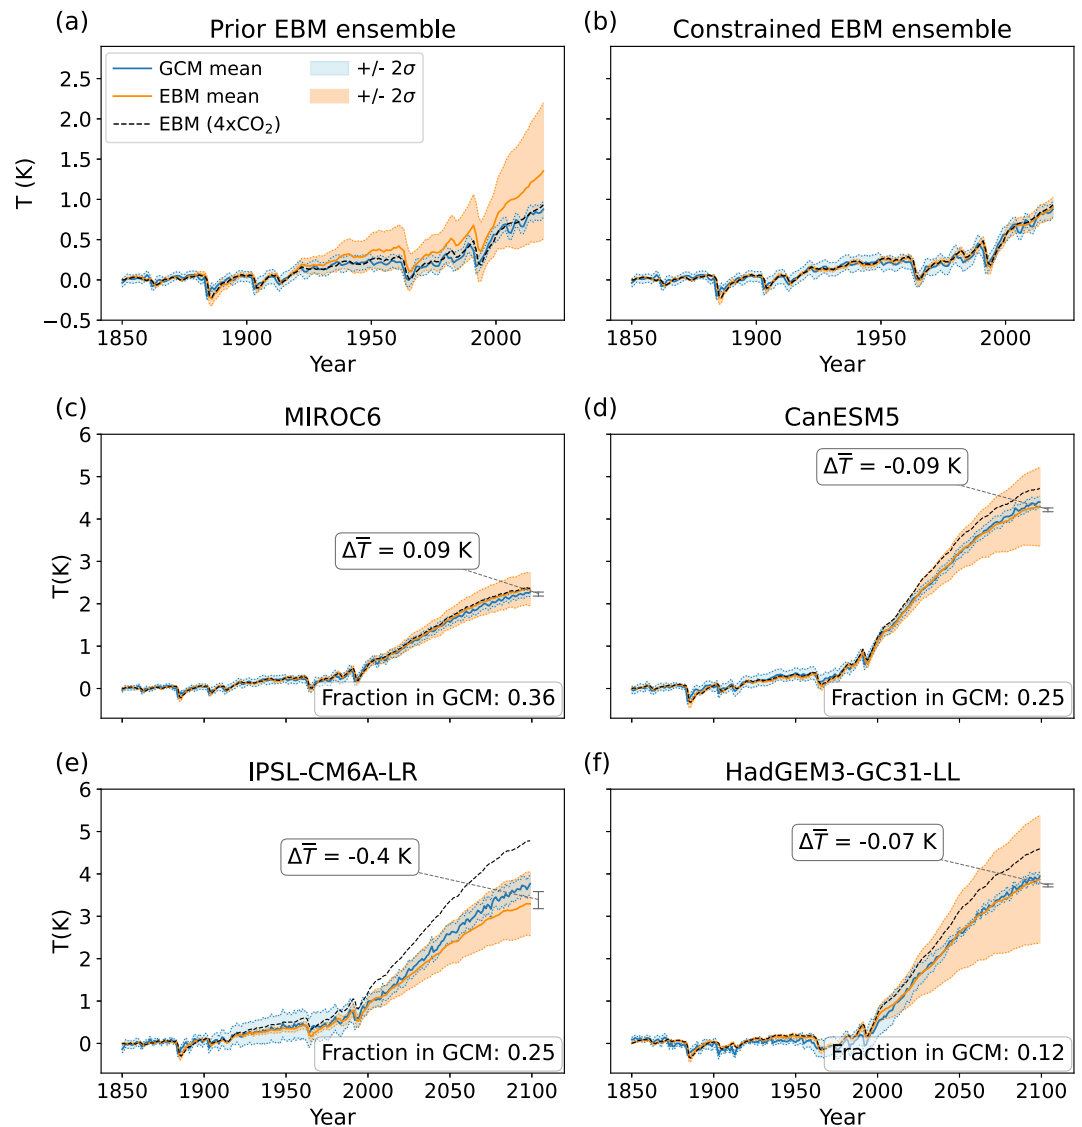 (a) Prior EBM ensemble
GCM mean
EBM mean
EBM (4xCO₂)
+/- 2σ
+/- 2σ
2.5
2.0
1.5
1.0
0.5
0.0
−0.5
T (K)
1850 1900 1950 2000
Year
(b) Constrained EBM ensemble
1850 1900 1950 2000
Year
(c) MIROC6
6
5
4
3
2
1
0
T(K)
ΔT̿ = 0.09 K
Fraction in GCM: 0.36
(d) CanESM5
ΔT̿ = -0.09 K
Fraction in GCM: 0.25
(e) IPSL-CM6A-LR
6
5
4
3
2
1
0
T(K)
ΔT̿ = -0.4 K
Fraction in GCM: 0.25
1850 1900 1950 2000 2050 2100
Year
(f) HadGEM3-GC31-LL
ΔT̿ = -0.07 K
Fraction in GCM: 0.12
1850 1900 1950 2000 2050 2100
Year